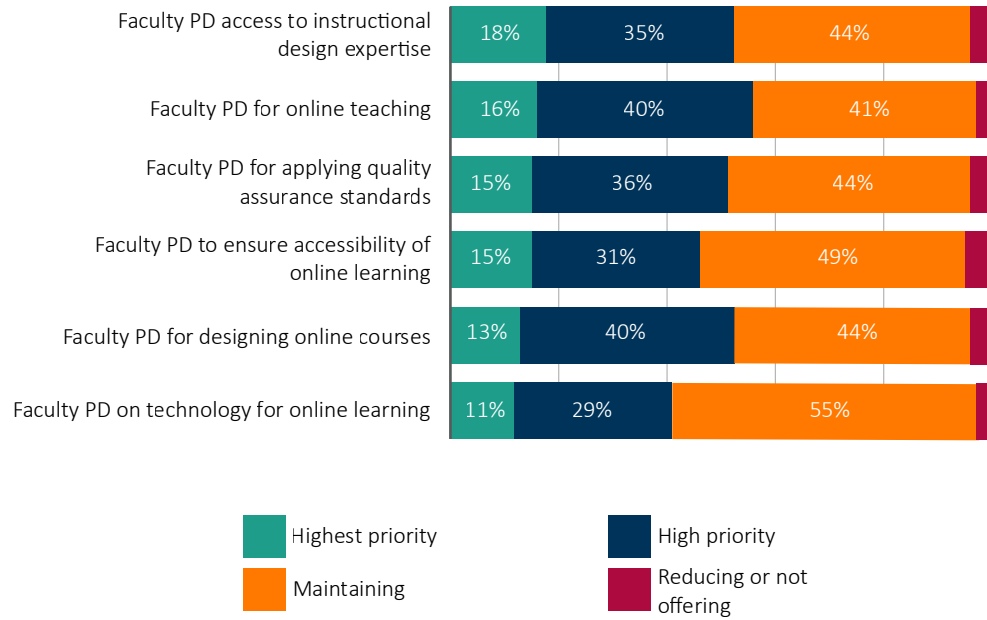 Faculty PD access to instructional
design expertise
18% 35% 44%
Faculty PD for online teaching
16% 40% 41%
Faculty PD for applying quality
assurance standards
15% 36% 44%
Faculty PD to ensure accessibility of
online learning
15% 31% 49%
Faculty PD for designing online courses
13% 40% 44%
Faculty PD on technology for online learning
11% 29% 55%
Highest priority
High priority
Maintaining
Reducing or not
offering